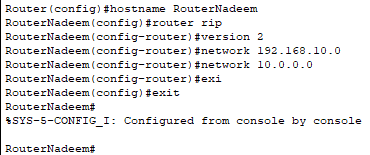 Router(config)#hostname RouterNadeem
RouterNadeem(config)#router rip
RouterNadeem(config-router)#version 2
RouterNadeem(config-router)#network 192.168.10.0
RouterNadeem(config-router)#network 10.0.0.0
RouterNadeem(config-router)#exi
RouterNadeem(config)#exit
RouterNadeem#
%SYS-5-CONFIG_I: Configured from console by console
RouterNadeem#